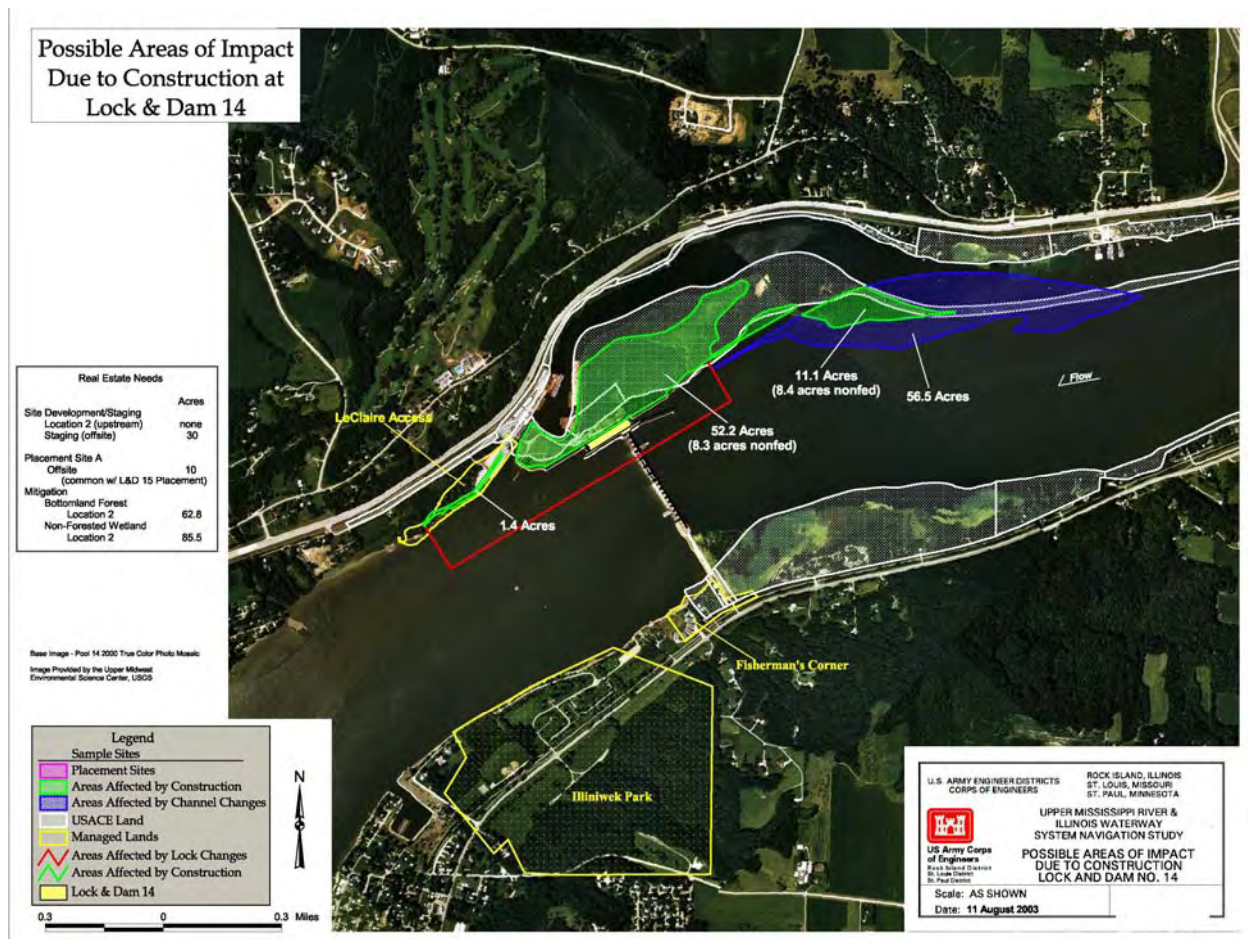 Possible Areas of Impact
Due to Construction at
Lock & Dam 14
Real Estate Needs
Acres
Site Development/Staging
Location 2 (upstream) none
Staging (offsite) 30
Placement Site A
Offsite 10
(common w/ L&D 15 Placement)
Mitigation
Bottomland Forest
Location 2 62.8
Non-Forested Wetland
Location 2 85.5
LeClaire Access
11.1 Acres
(8.4 acres nonfed)
56.5 Acres
Flow
52.2 Acres
(8.3 acres nonfed)
1.4 Acres
Fisherman's Corner
Illiniwek Park
Base Image - Pool 14 2000 True Color Photo Mosaic
Image Provided by the Upper Midwest
Environmental Science Center, USGS
Legend
Sample Sites
Placement Sites
Areas Affected by Construction
Areas Affected by Channel Changes
USACE Land
Managed Lands
Areas Affected by Lock Changes
Areas Affected by Construction
Lock & Dam 14
N
0.3 0 0.3 Miles
U.S. ARMY ENGINEER DISTRICTS
CORPS OF ENGINEERS
ROCK ISLAND, ILLINOIS
ST. LOUIS, MISSOURI
ST. PAUL, MINNESOTA
US Army Corps
of Engineers
Rock Island District
St. Louis District
St. Paul District
UPPER MISSISSIPPI RIVER &
ILLINOIS WATERWAY
SYSTEM NAVIGATION STUDY
POSSIBLE AREAS OF IMPACT
DUE TO CONSTRUCTION
LOCK AND DAM NO. 14
Scale: AS SHOWN
Date: 11 August 2003